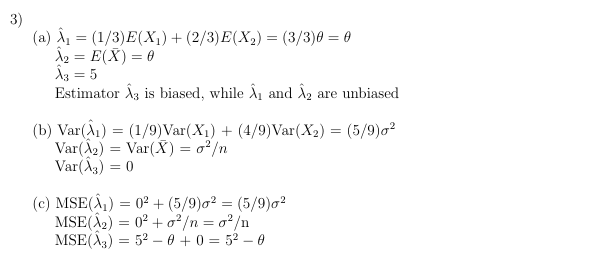 3)
(a) λ̂₁ = (1/3)E(X₁) + (2/3)E(X₂) = (3/3)θ = θ
λ̂₂ = E(X̄) = θ
λ̂₃ = 5
Estimator λ̂₃ is biased, while λ̂₁ and λ̂₂ are unbiased
(b) Var(λ̂₁) = (1/9)Var(X₁) + (4/9)Var(X₂) = (5/9)σ²
Var(λ̂₂) = Var(X̄) = σ²/n
Var(λ̂₃) = 0
(c) MSE(λ̂₁) = 0² + (5/9)σ² = (5/9)σ²
MSE(λ̂₂) = 0² + σ²/n = σ²/n
MSE(λ̂₃) = 5² − θ + 0 = 5² − θ